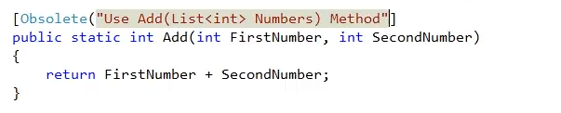 [Obsolete("Use Add(List<int> Numbers) Method"]
public static int Add(int FirstNumber, int SecondNumber)
{
    return FirstNumber + SecondNumber;
}